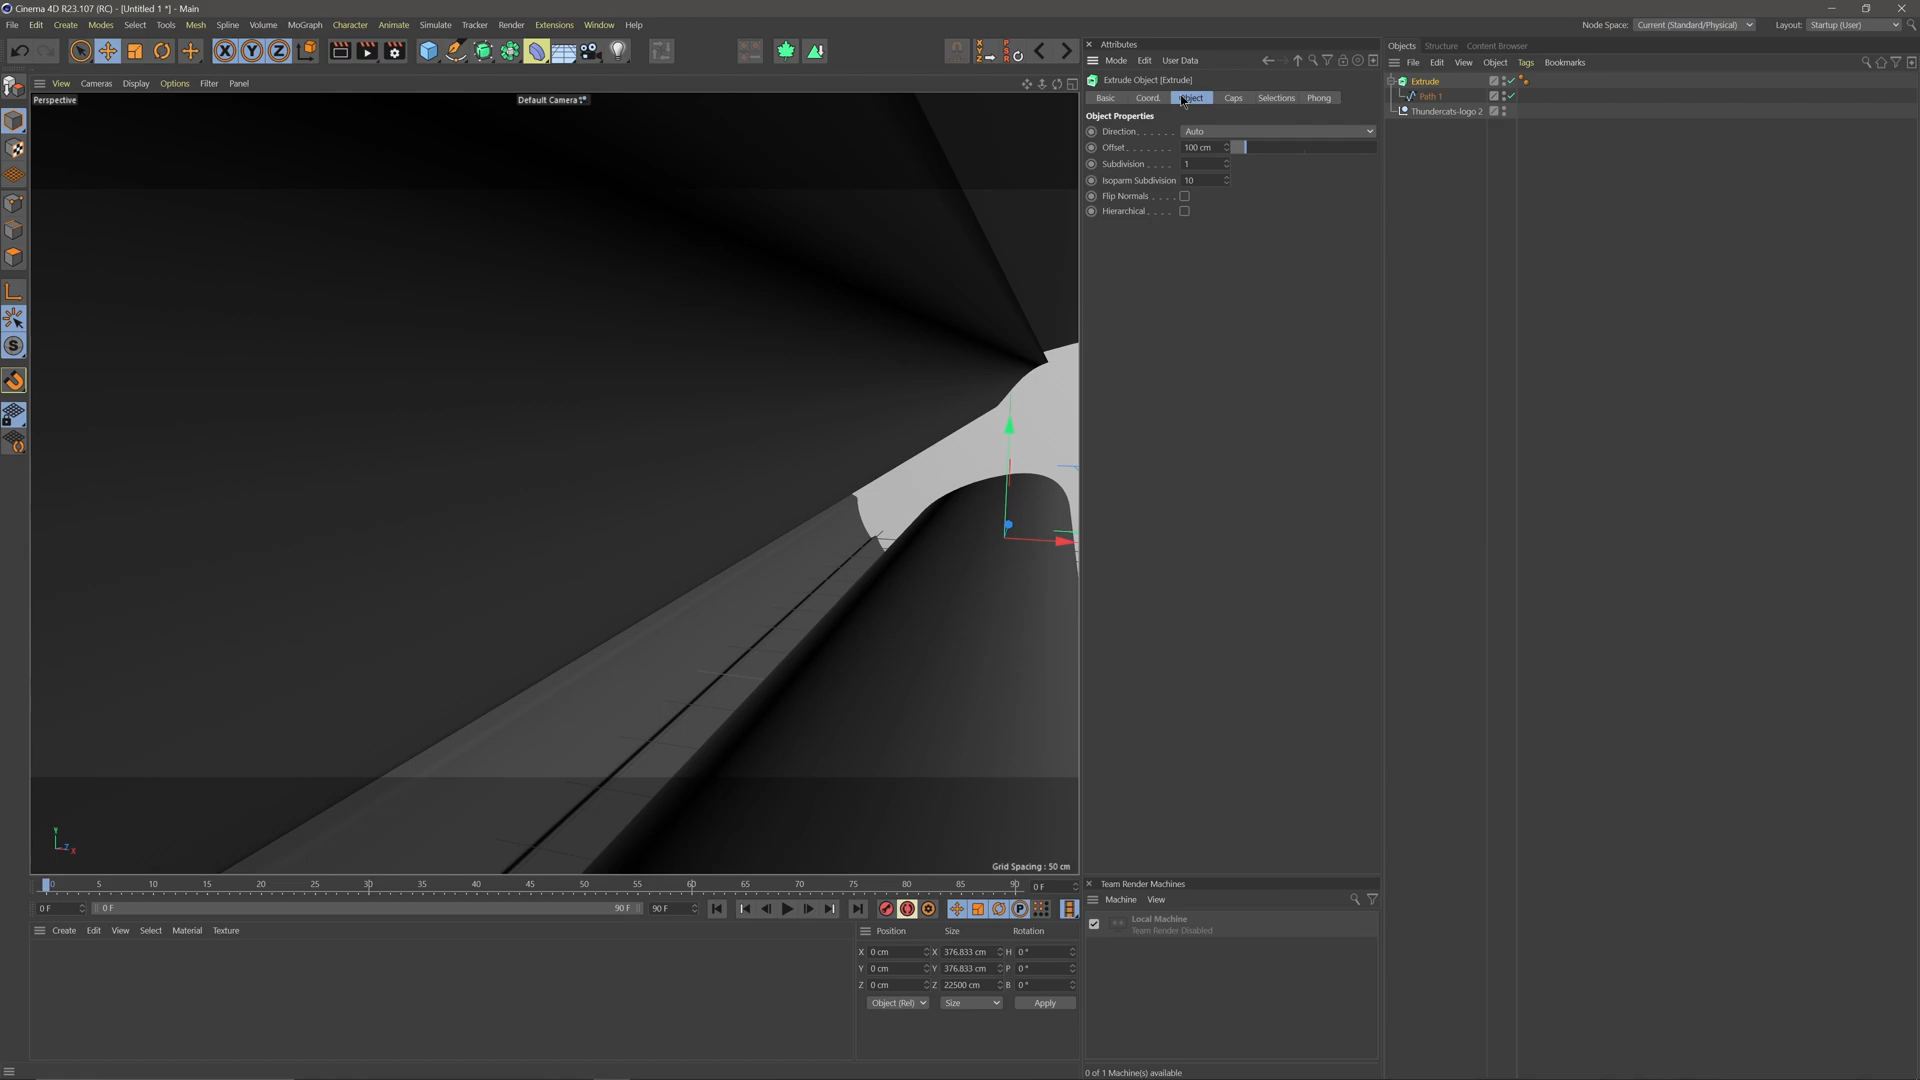 Cinema 4D R23.107 (RC) - [Untitled 1 *] - Main
File Edit Create Modes Select Tools Mesh Spline Volume MoGraph Character Animate Simulate Tracker Render Extensions Window Help
Node Space: Current (Standard/Physical) Layout: Startup (User)
View Cameras Display Options Filter Panel
Perspective
Default Camera
Grid Spacing : 50 cm
Y
Z
X
Attributes
Mode Edit User Data
Extrude Object [Extrude]
Basic Coord. Object Caps Selections Phong
Object Properties
Direction. . . . . . Auto
Offset. . . . . . . 100 cm
Subdivision . . . . 1
Isoparm Subdivision 10
Flip Normals . . . .
Hierarchical . . . .
Objects Structure Content Browser
File Edit View Object Tags Bookmarks
Extrude
Path 1
Thundercats-logo 2
0 5 10 15 20 25 30 35 40 45 50 55 60 65 70 75 80 85 90 0 F
0 F 0 F 90 F 90 F
Create Edit View Select Material Texture
Position Size Rotation
X 0 cm X 376.833 cm H 0 °
Y 0 cm Y 376.833 cm P 0 °
Z 0 cm Z 22500 cm B 0 °
Object (Rel) Size Apply
Team Render Machines
Machine View
Local Machine
Team Render Disabled
0 of 1 Machine(s) available